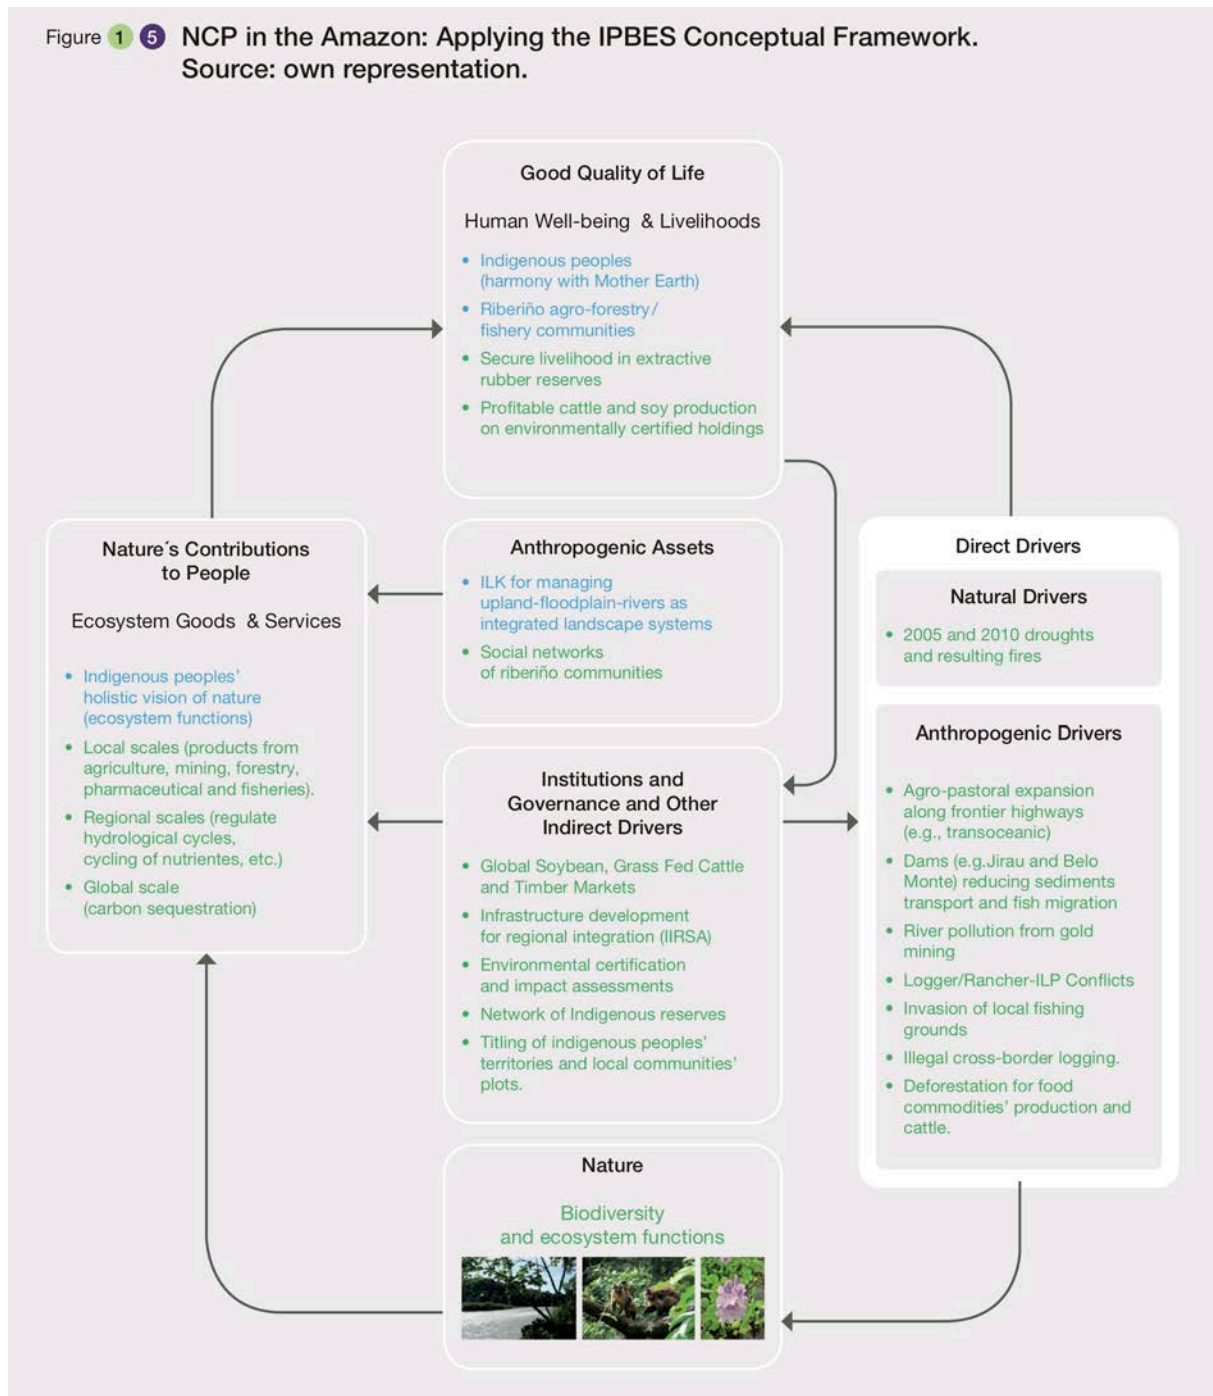 Figure 1 5 NCP in the Amazon: Applying the IPBES Conceptual Framework.
Source: own representation.
Good Quality of Life
Human Well-being & Livelihoods
• Indigenous peoples
(harmony with Mother Earth)
• Riberiño agro-forestry/
fishery communities
• Secure livelihood in extractive
rubber reserves
• Profitable cattle and soy production
on environmentally certified holdings
Nature´s Contributions
to People
Ecosystem Goods & Services
• Indigenous peoples’
holistic vision of nature
(ecosystem functions)
• Local scales (products from
agriculture, mining, forestry,
pharmaceutical and fisheries).
• Regional scales (regulate
hydrological cycles,
cycling of nutrientes, etc.)
• Global scale
(carbon sequestration)
Anthropogenic Assets
• ILK for managing
upland-floodplain-rivers as
integrated landscape systems
• Social networks
of riberiño communities
Institutions and
Governance and Other
Indirect Drivers
• Global Soybean, Grass Fed Cattle
and Timber Markets
• Infrastructure development
for regional integration (IIRSA)
• Environmental certification
and impact assessments
• Network of Indigenous reserves
• Titling of indigenous peoples’
territories and local communities’
plots.
Direct Drivers
Natural Drivers
• 2005 and 2010 droughts
and resulting fires
Anthropogenic Drivers
• Agro-pastoral expansion
along frontier highways
(e.g., transoceanic)
• Dams (e.g.Jirau and Belo
Monte) reducing sediments
transport and fish migration
• River pollution from gold
mining
• Logger/Rancher-ILP Conflicts
• Invasion of local fishing
grounds
• Illegal cross-border logging.
• Deforestation for food
commodities’ production and
cattle.
Nature
Biodiversity
and ecosystem functions